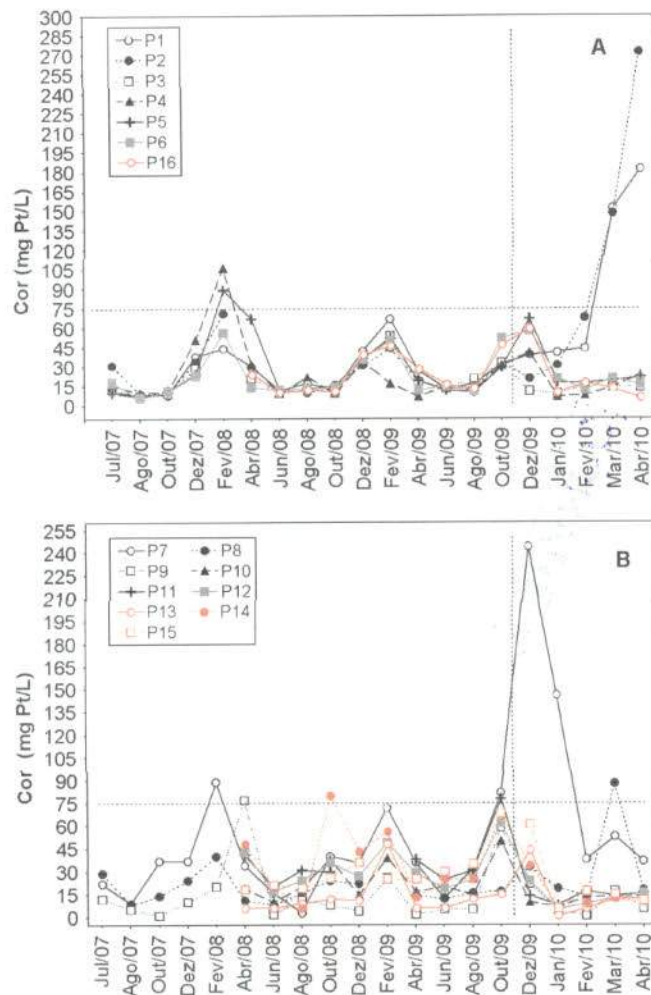 A
Cor (mg Pt/L)
300
285
270
255
240
225
210
195
180
165
150
135
120
105
90
75
60
45
30
15
0
P1
P2
P3
P4
P5
P6
P16
Jul/07
Ago/07
Out/07
Dez/07
Fev/08
Abr/08
Jun/08
Ago/08
Out/08
Dez/08
Fev/09
Abr/09
Jun/09
Ago/09
Out/09
Dez/09
Jan/10
Fev/10
Mar/10
Abr/10
B
Cor (mg Pt/L)
255
240
225
210
195
180
165
150
135
120
105
90
75
60
45
30
15
0
P7 P8
P9 P10
P11 P12
P13 P14
P15
Jul/07
Ago/07
Out/07
Dez/07
Fev/08
Abr/08
Jun/08
Ago/08
Out/08
Dez/08
Fev/09
Abr/09
Jun/09
Ago/09
Out/09
Dez/09
Jan/10
Fev/10
Mar/10
Abr/10